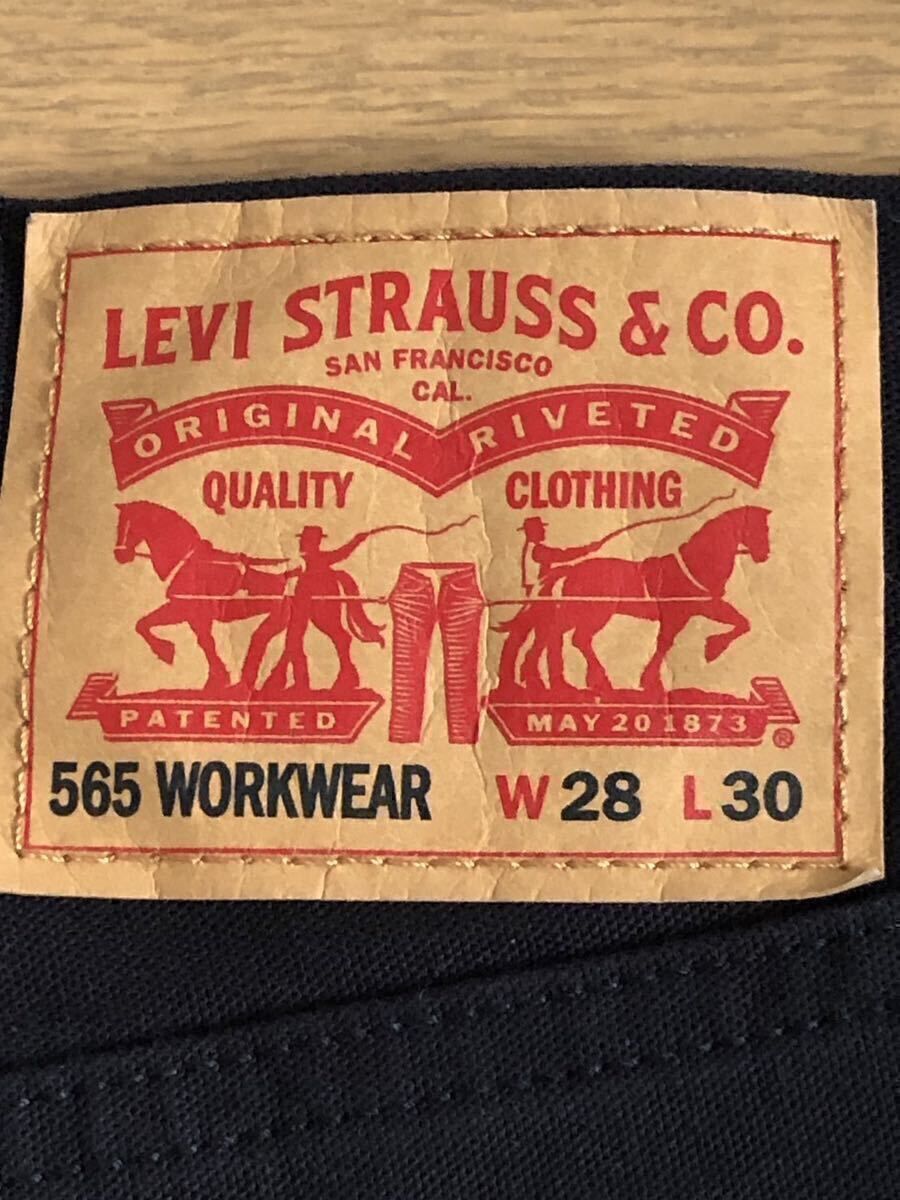 LEVI STRAUSS & CO.
SAN FRANCISCO
CAL.
ORIGINAL RIVETED
QUALITY CLOTHING
PATENTED MAY 20 1873 ®
565 WORKWEAR W 28 L 30